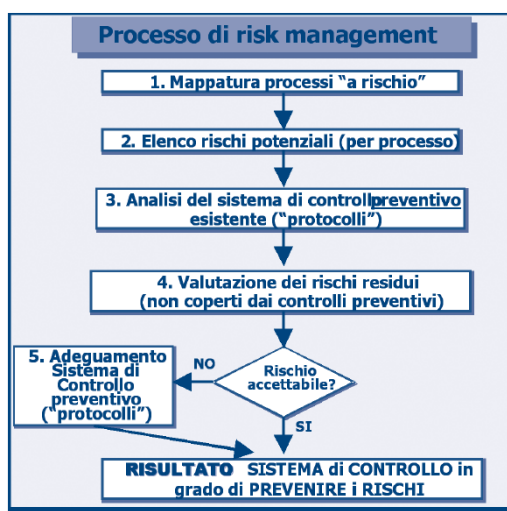 Processo di risk management
1. Mappatura processi “a rischio”
2. Elenco rischi potenziali (per processo)
3. Analisi del sistema di controllo preventivo
esistente (“protocolli”)
4. Valutazione dei rischi residui
(non coperti dai controlli preventivi)
5. Adeguamento
Sistema di
Controllo
preventivo
(“protocolli”)
NO
Rischio
accettabile?
SI
RISULTATO SISTEMA di CONTROLLO in
grado di PREVENIRE i RISCHI